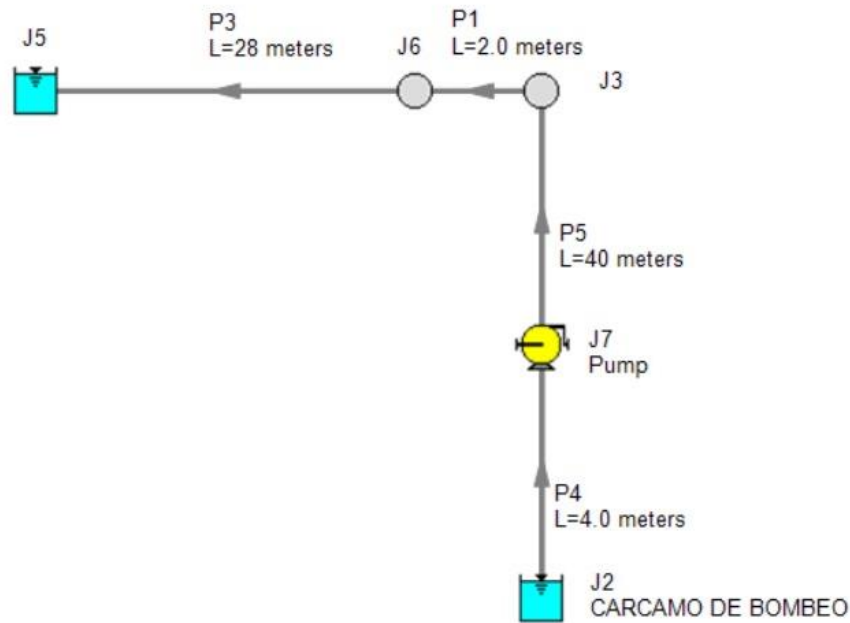 P3
L=28 meters
P1
L=2.0 meters
J5
J6
J3
P5
L=40 meters
J7
Pump
P4
L=4.0 meters
J2
CARCAMO DE BOMBEO